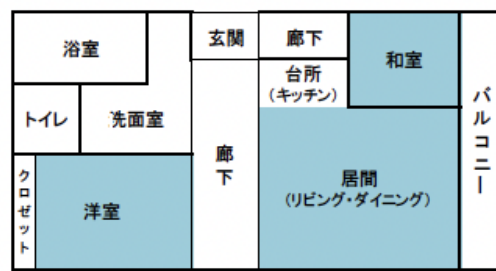 浴室
玄関
廊下
和室
台所
(キッチン)
トイレ
洗面室
廊下
バルコニー
居間
(リビング・ダイニング)
クロゼット
洋室